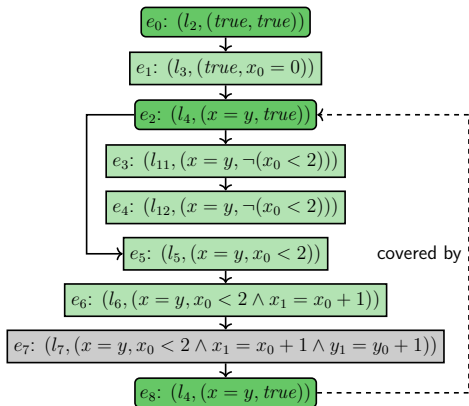 e₀: (l₂, (true, true))
e₁: (l₃, (true, x₀ = 0))
e₂: (l₄, (x = y, true))
e₃: (l₁₁, (x = y, ¬(x₀ < 2)))
e₄: (l₁₂, (x = y, ¬(x₀ < 2)))
e₅: (l₅, (x = y, x₀ < 2))
covered by
e₆: (l₆, (x = y, x₀ < 2 ∧ x₁ = x₀ + 1))
e₇: (l₇, (x = y, x₀ < 2 ∧ x₁ = x₀ + 1 ∧ y₁ = y₀ + 1))
e₈: (l₄, (x = y, true))